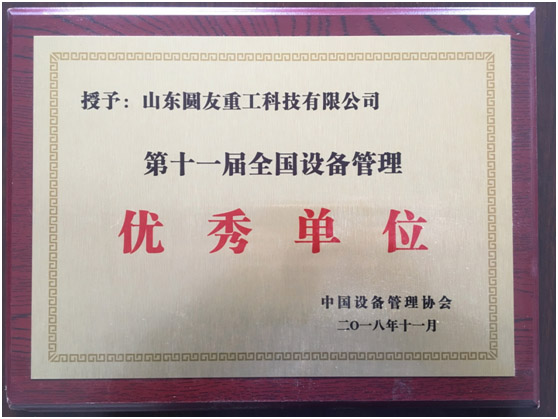 授予：山东圆友重工科技有限公司
第十一届全国设备管理
优秀单位
中国设备管理协会
二〇一八年十一月